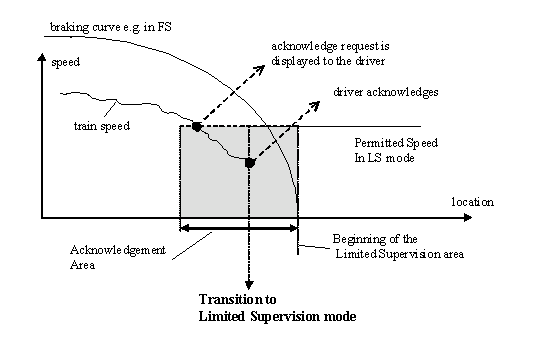 braking curve e.g. in FS
acknowledge request is
displayed to the driver
speed
driver acknowledges
train speed
Permitted Speed
In LS mode
location
Acknowledgement
Area
Beginning of the
Limited Supervision area
Transition to
Limited Supervision mode